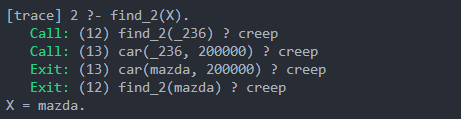 [trace] 2 ?- find_2(X).
   Call: (12) find_2(_236) ? creep
   Call: (13) car(_236, 200000) ? creep
   Exit: (13) car(mazda, 200000) ? creep
   Exit: (12) find_2(mazda) ? creep
X = mazda.